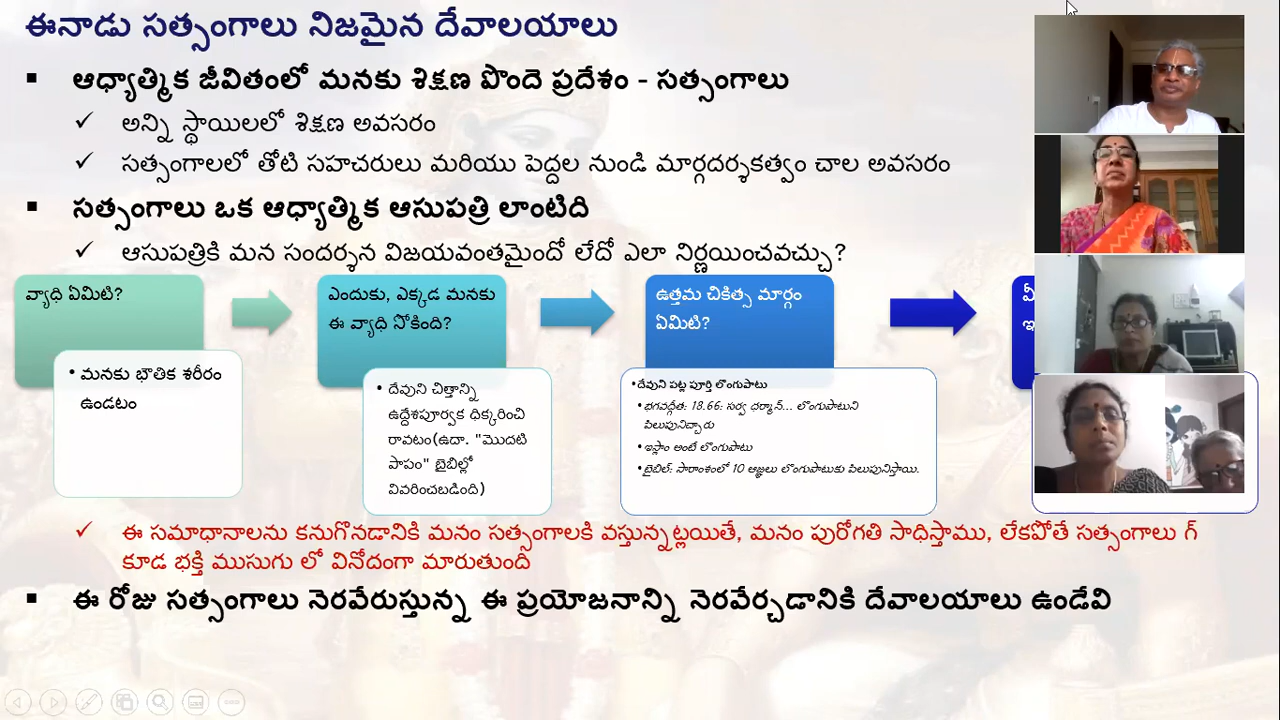 ఈనాడు సత్సంగాలు నిజమైన దేవాలయాలు
▪ ఆధ్యాత్మిక జీవితంలో మనకు శిక్షణ పొందె ప్రదేశం - సత్సంగాలు
✓ అన్ని స్థాయిలలో శిక్షణ అవసరం
✓ సత్సంగాలలో తోటి సహచరులు మరియు పెద్దల నుండి మార్గదర్శకత్వం చాల అవసరం
▪ సత్సంగాలు ఒక ఆధ్యాత్మిక ఆసుపత్రి లాంటిది
✓ ఆసుపత్రికి మన సందర్శన విజయవంతమైందో లేదో ఎలా నిర్ణయించవచ్చు?
వ్యాధి ఏమిటి?
• మనకు భౌతిక శరీరం
ఉండటం
ఎందుకు, ఎక్కడ మనకు
ఈ వ్యాధి సోకింది?
• దేవుని చిత్తాన్ని
ఉద్దేశపూర్వక ధిక్కరించి
రావటం(ఉదా. "మొదటి
పాపం" బైబిల్లో
వివరించబడింది)
ఉత్తమ చికిత్స మార్గం
ఏమిటి?
•దేవుని పట్ల పూర్తి లొంగుపాటు
•భగవద్గీత: 18.66: సర్వ ధర్మాన్... లొంగుపాటుని
పిలుపునిచ్చారు
•ఇస్లాం అంటే లొంగుపాటు
•బైబిల్: సారాంశంలో 10 ఆజ్ఞలు లొంగుపాటుకు పిలుపునిస్తాయి.
✓ ఈ సమాధానాలను కనుగొనడానికి మనం సత్సంగాలకి వస్తున్నట్లయితే, మనం పురోగతి సాధిస్తాము, లేకపోతే సత్సంగాలు గ్
కూడ భక్తి ముసుగు లో వినోదంగా మారుతుంది
▪ ఈ రోజు సత్సంగాలు నెరవేరుస్తున్న ఈ ప్రయోజనాన్ని నెరవేర్చడానికి దేవాలయాలు ఉండేవి